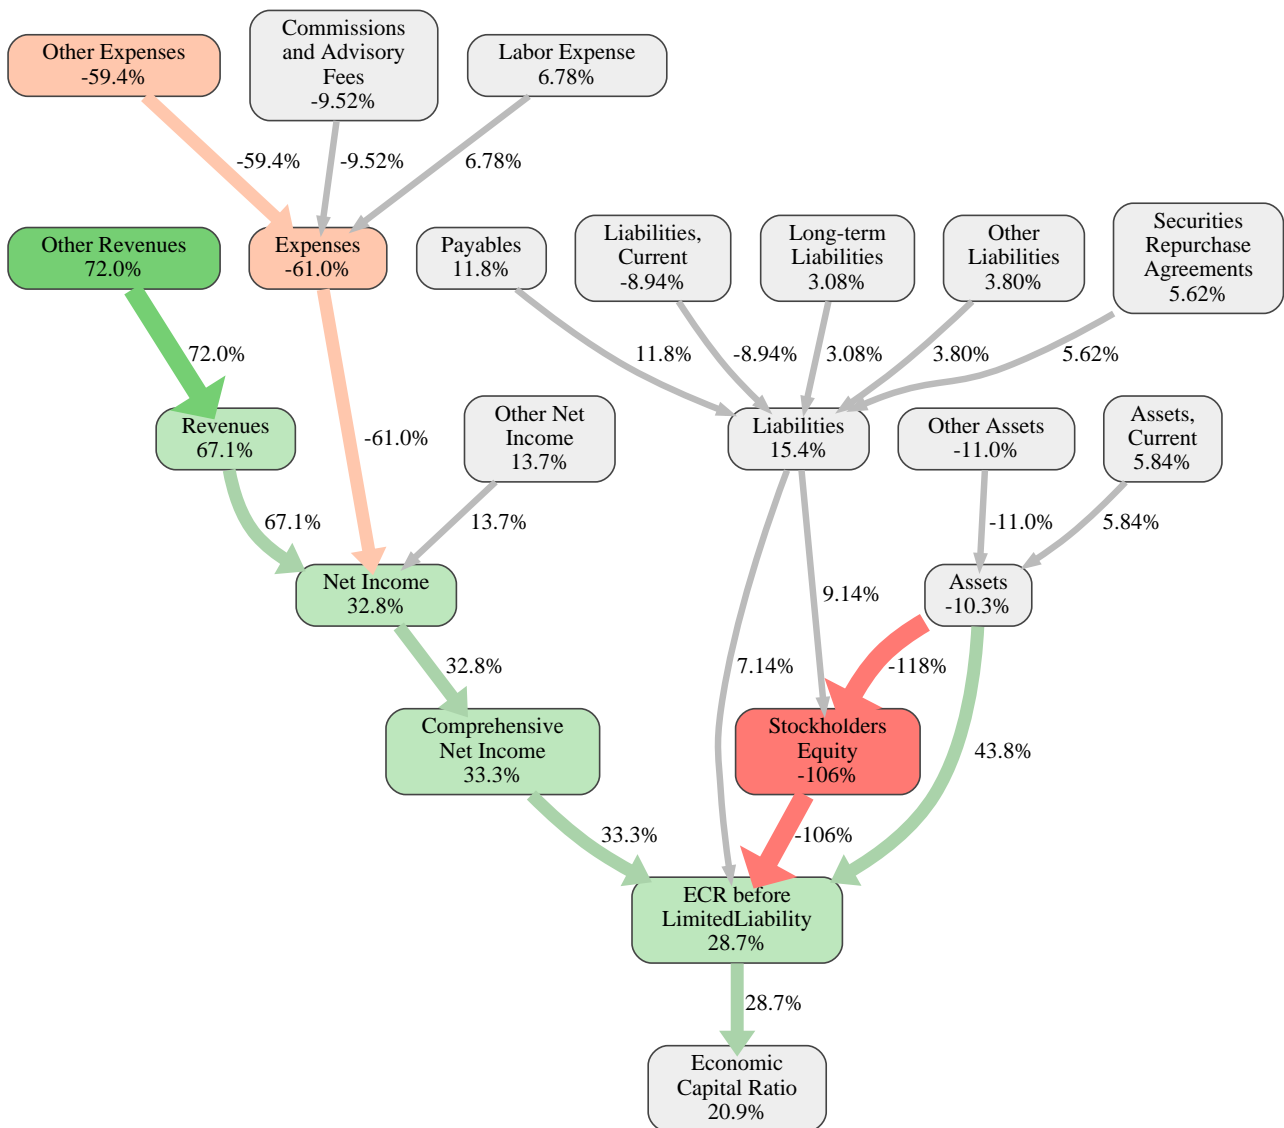 Other Expenses
-59.4%
Commissions
and Advisory
Fees
-9.52%
Labor Expense
6.78%
-59.4%
-9.52%
6.78%
Other Revenues
72.0%
Expenses
-61.0%
Payables
11.8%
Liabilities,
Current
-8.94%
Long-term
Liabilities
3.08%
Other
Liabilities
3.80%
Securities
Repurchase
Agreements
5.62%
72.0%
11.8%
-8.94%
3.08%
3.80%
5.62%
Revenues
67.1%
-61.0%
Other Net
Income
13.7%
Liabilities
15.4%
Other Assets
-11.0%
Assets,
Current
5.84%
67.1%
13.7%
-11.0%
5.84%
Net Income
32.8%
9.14%
Assets
-10.3%
32.8%
7.14%
-118%
Comprehensive
Net Income
33.3%
Stockholders
Equity
-106%
43.8%
33.3%
-106%
ECR before
LimitedLiability
28.7%
28.7%
Economic
Capital Ratio
20.9%